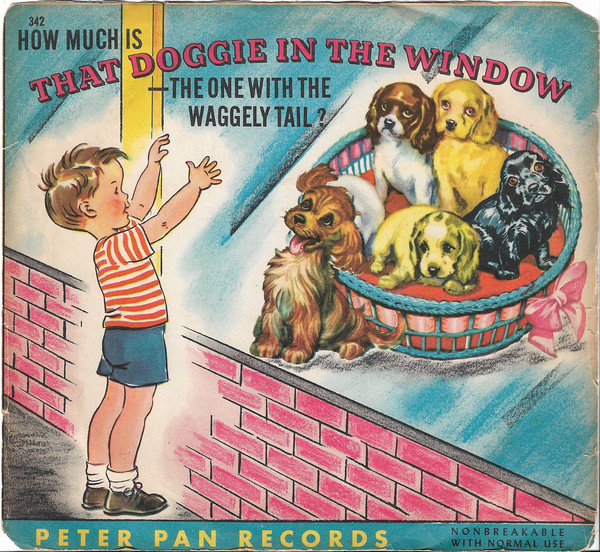 342
HOW MUCH IS
THAT DOGGIE IN THE WINDOW
—THE ONE WITH THE
WAGGELY TAIL?
PETER PAN RECORDS
NONBREAKABLE
WITH NORMAL USE